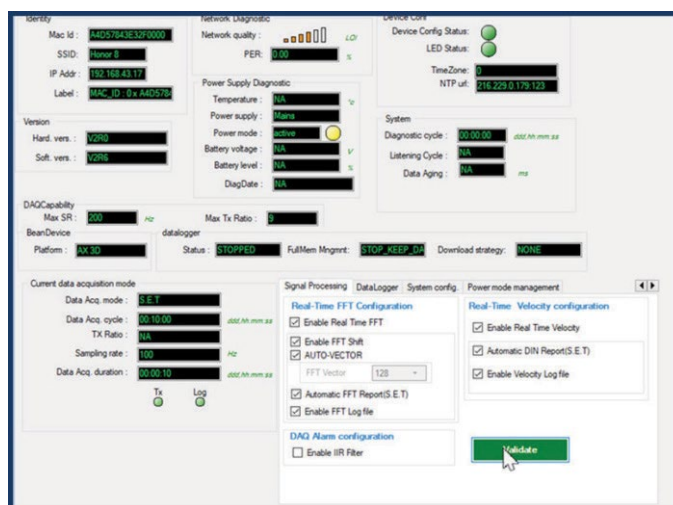 Identity
Mac Id : A4D57843E32F0000
SSID: Honor 8
IP Addr : 192.168.43.17
Label : MAC_ID : 0 x A4D5784
Version
Hard. vers. : V2R0
Soft. vers. : V2R6
Network Diagnostic
Network quality : LQI
PER: 0.00 %
Power Supply Diagnostic
Temperature : NA °c
Power supply : Mains
Power mode : active
Battery voltage : NA V
Battery level : NA %
DiagDate : NA
Device Conf
Device Config Status:
LED Status:
TimeZone: 0
NTP url: 216.229.0.179:123
System
Diagnostic cycle : 00:00:00 ddd,hh:mm:ss
Listening Cycle : NA
Data Aging : NA ms
DAQCapability
Max SR : 200 Hz Max Tx Ratio : 9
BeanDevice
Platform : AX 3D
datalogger
Status : STOPPED FullMem Mngmnt: STOP_KEEP_DA Download strategy: NONE
Current data acquisition mode
Data Acq. mode : S.E.T
Data Acq. cycle : 00:10:00 ddd,hh:mm:ss
TX Ratio : NA
Sampling rate : 100 Hz
Data Acq. duration : 00:00:10 ddd,hh:mm:ss
Tx Log
Signal Processing DataLogger System config. Power mode management
Real-Time FFT Configuration
Enable Real Time FFT
Enable FFT Shift
AUTO-VECTOR
FFT Vector 128
Automatic FFT Report(S.E.T)
Enable FFT Log file
DAQ Alarm configuration
Enable IIR Filter
Real-Time Velocity configuration
Enable Real Time Velocity
Automatic DIN Report(S.E.T)
Enable Velocity Log file
Validate